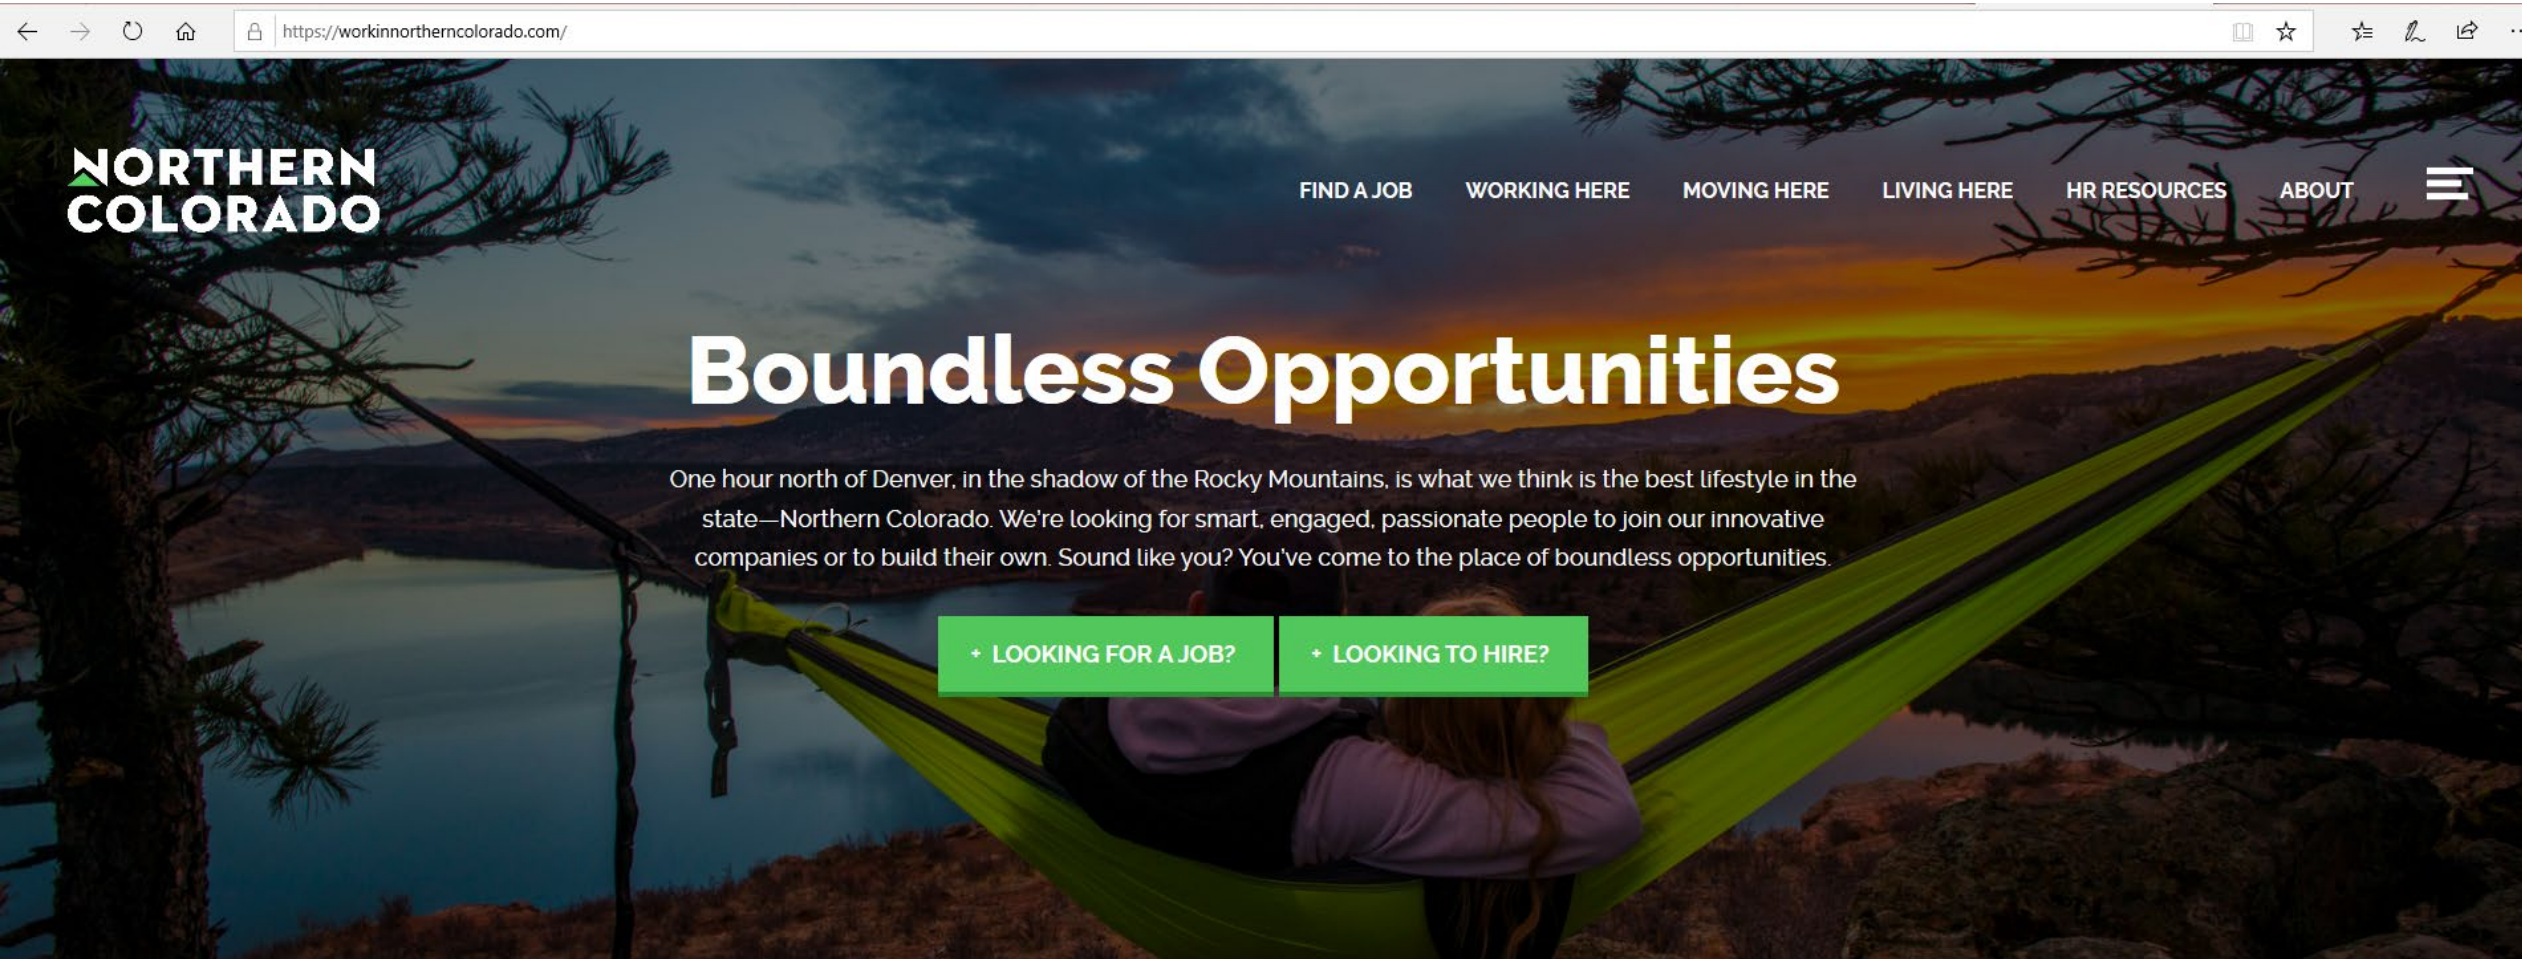 https://workinnortherncolorado.com/
NORTHERN
COLORADO
FIND A JOB WORKING HERE MOVING HERE LIVING HERE HR RESOURCES ABOUT
Boundless Opportunities
One hour north of Denver, in the shadow of the Rocky Mountains, is what we think is the best lifestyle in the
state—Northern Colorado. We're looking for smart, engaged, passionate people to join our innovative
companies or to build their own. Sound like you? You've come to the place of boundless opportunities.
+ LOOKING FOR A JOB? + LOOKING TO HIRE?